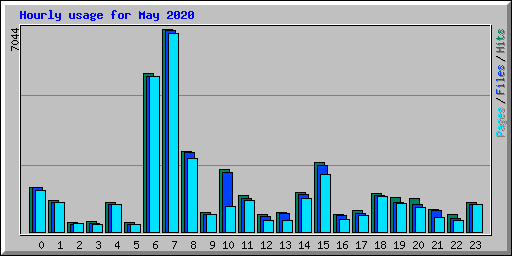 Hourly usage for May 2020
7044
Pages / Files / Hits
0 1 2 3 4 5 6 7 8 9 10 11 12 13 14 15 16 17 18 19 20 21 22 23